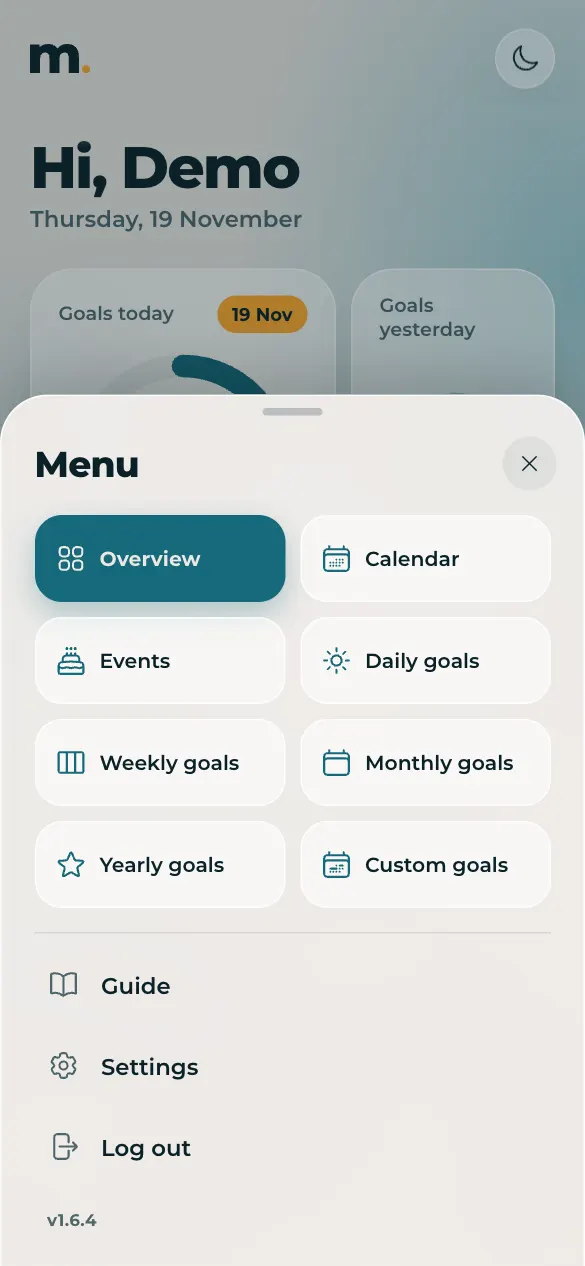 m.
Hi, Demo
Thursday, 19 November
Goals today
19 Nov
Goals
yesterday
Menu
Overview
Calendar
Events
Daily goals
Weekly goals
Monthly goals
Yearly goals
Custom goals
Guide
Settings
Log out
v1.6.4